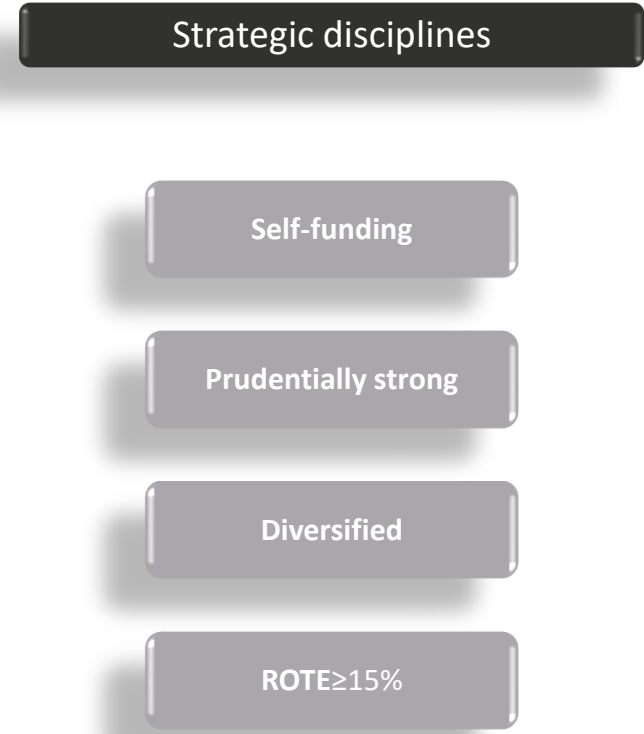 Strategic disciplines
Self-funding
Prudentially strong
Diversified
ROTE≥15%